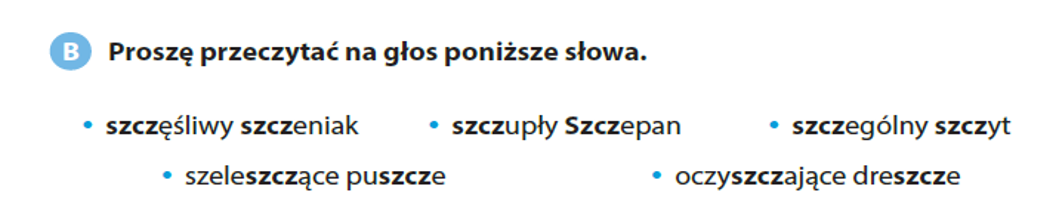 B Proszę przeczytać na głos poniższe słowa.
• szczęśliwy szczeniak • szczupły Szczepan • szczególny szczyt
• szeleszczące puszcze • oczyszczające dreszcze